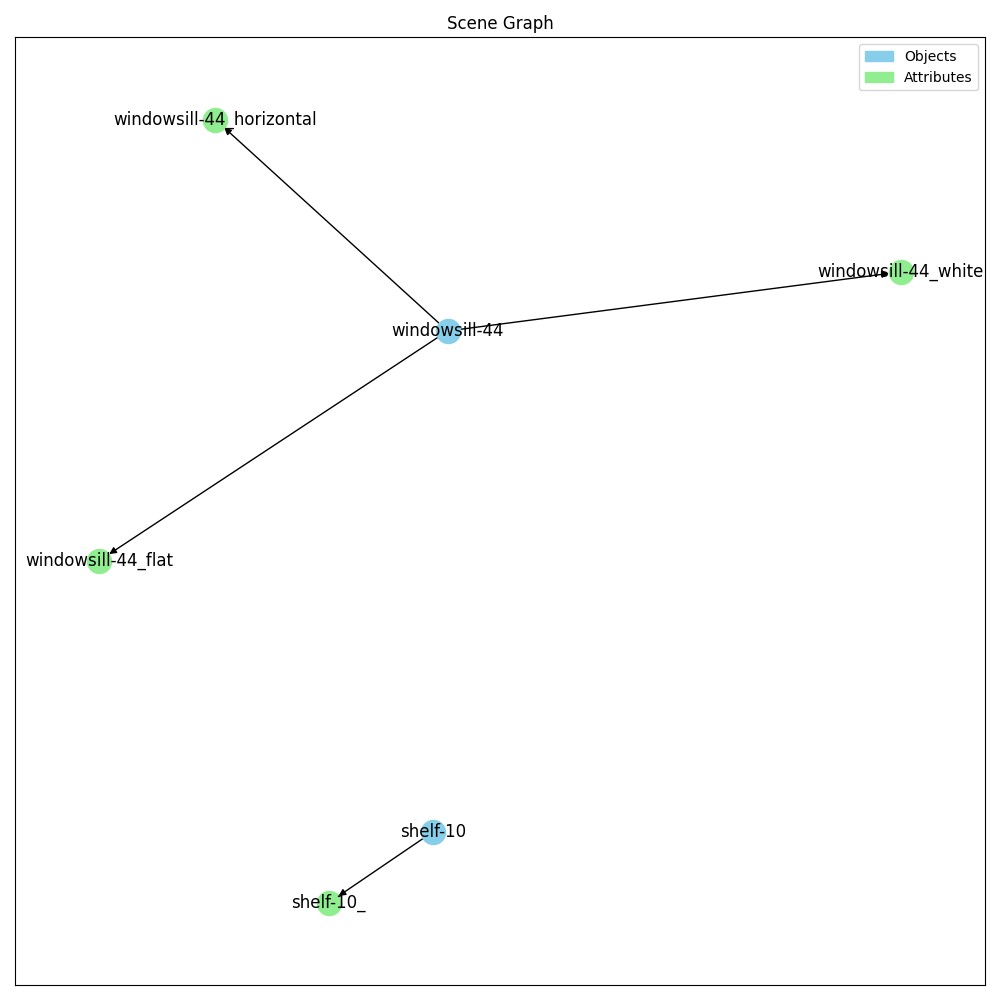 Scene Graph
Objects
Attributes
windowsill-44_horizontal
windowsill-44_white
windowsill-44
windowsill-44_flat
shelf-10
shelf-10_